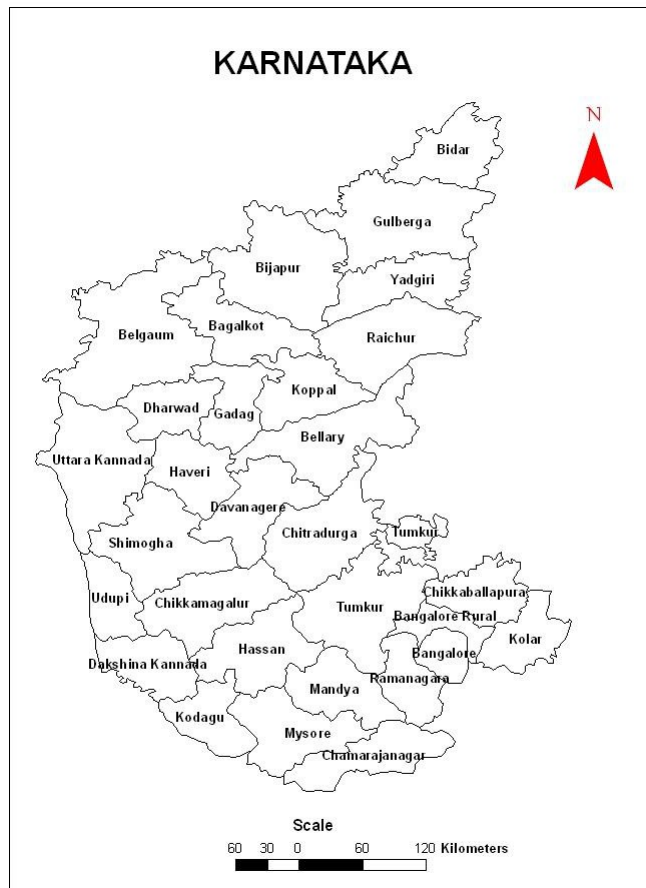 KARNATAKA
N
Bidar
Gulberga
Bijapur
Yadgiri
Bagalkot
Belgaum
Raichur
Koppal
Dharwad
Gadag
Bellary
Uttara Kannada
Haveri
Davanagere
Chitradurga
Tumkur
Shimogha
Chikkaballapura
Udupi
Chikkamagalur
Tumkur
Bangalore Rural
Kolar
Hassan
Bangalore
Dakshina Kannada
Ramanagara
Mandya
Kodagu
Mysore
Chamarajanagar
Scale
60 30 0 60 120 Kilometers